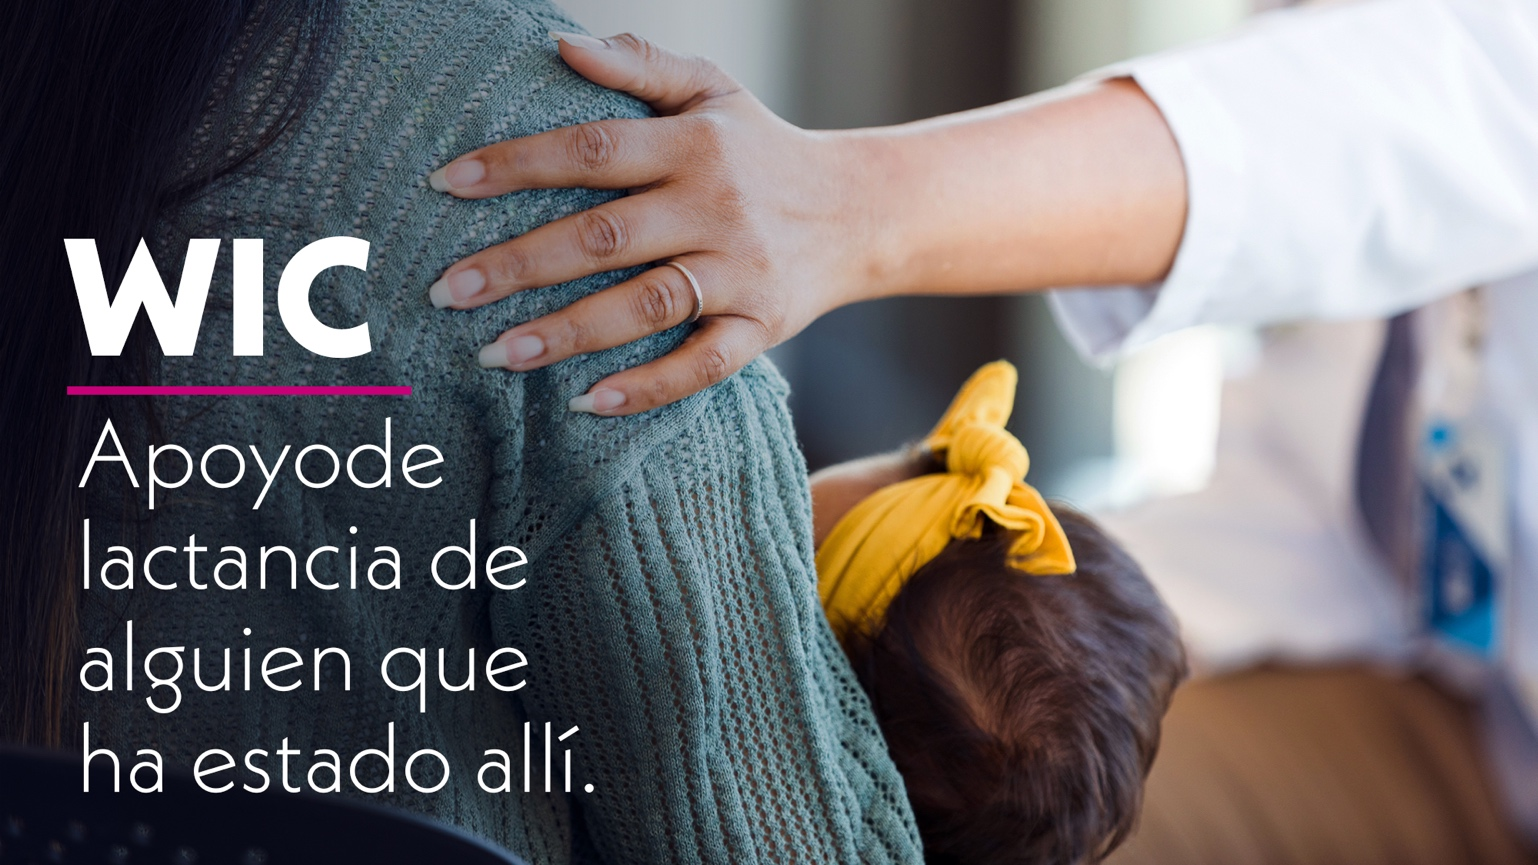 WIC
Apoyode
lactancia de
alguien que
ha estado allí.